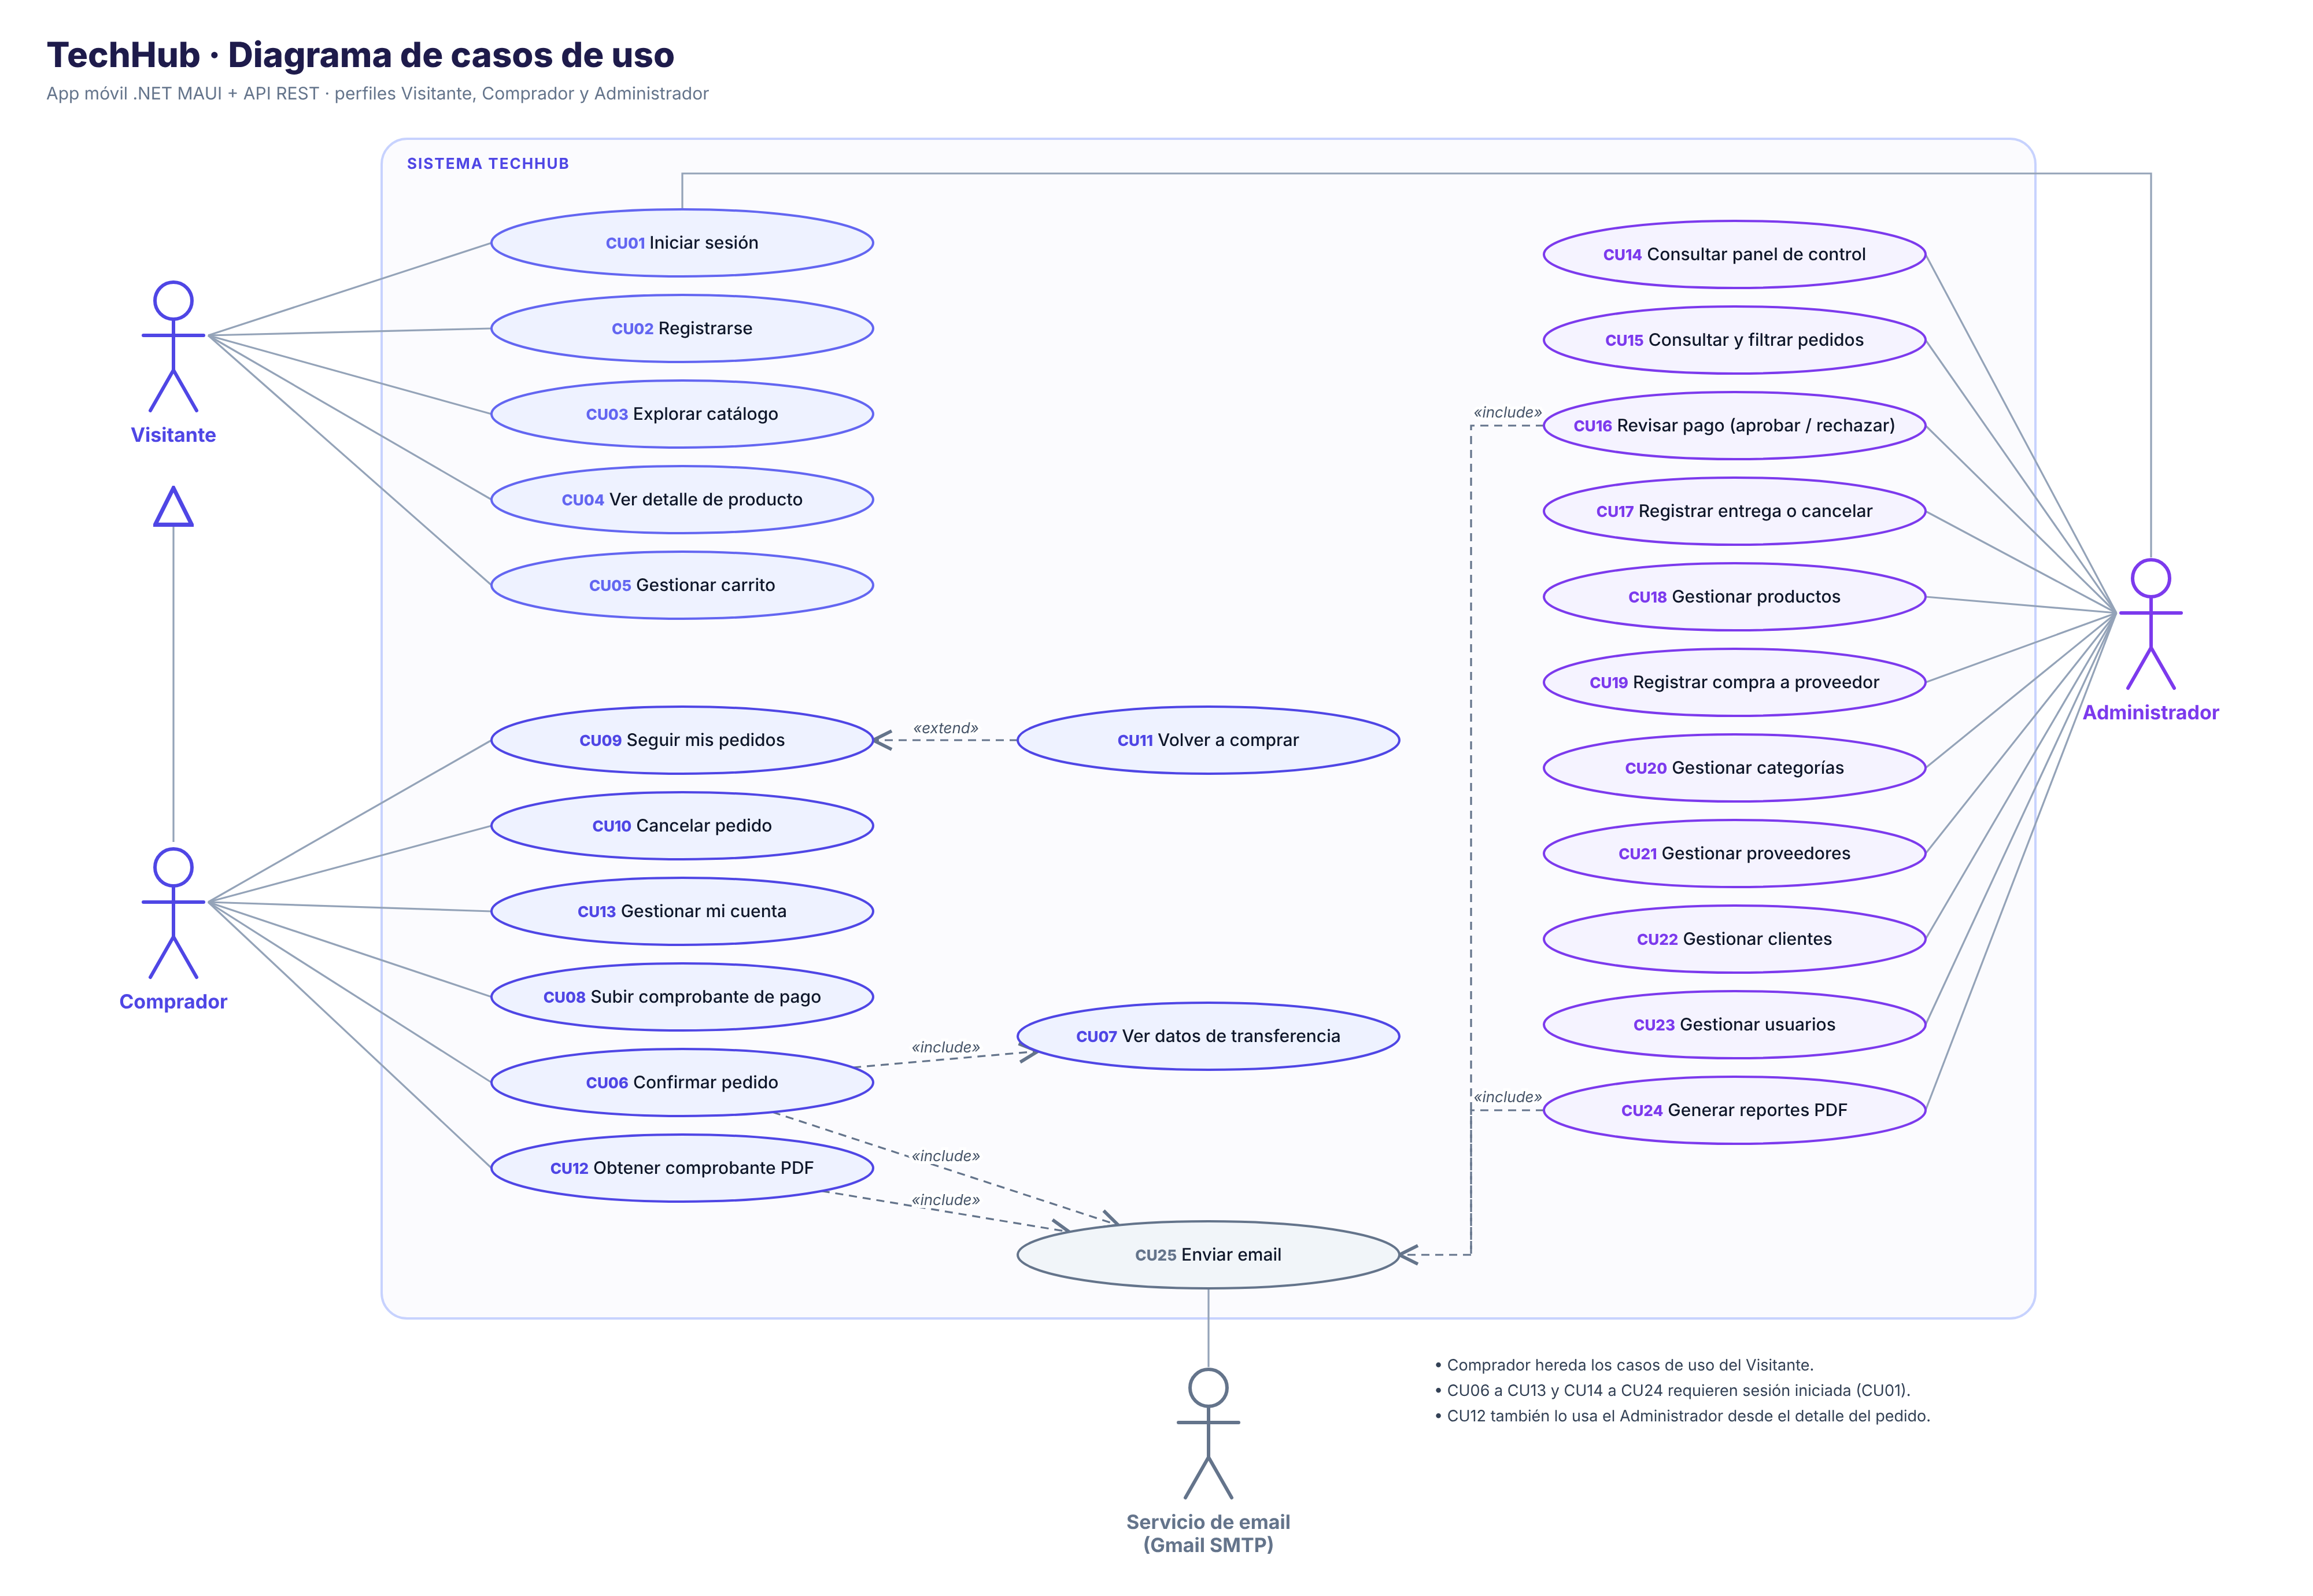 TechHub · Diagrama de casos de uso
App móvil .NET MAUI + API REST · perfiles Visitante, Comprador y Administrador
SISTEMA TECHHUB
CU01 Iniciar sesión
CU02 Registrarse
CU03 Explorar catálogo
CU04 Ver detalle de producto
CU05 Gestionar carrito
Visitante
CU09 Seguir mis pedidos
«extend»
CU11 Volver a comprar
CU10 Cancelar pedido
CU13 Gestionar mi cuenta
CU08 Subir comprobante de pago
CU06 Confirmar pedido
«include»
CU07 Ver datos de transferencia
«include»
CU12 Obtener comprobante PDF
«include»
Comprador
CU25 Enviar email
CU14 Consultar panel de control
CU15 Consultar y filtrar pedidos
«include»
CU16 Revisar pago (aprobar / rechazar)
CU17 Registrar entrega o cancelar
CU18 Gestionar productos
CU19 Registrar compra a proveedor
CU20 Gestionar categorías
CU21 Gestionar proveedores
CU22 Gestionar clientes
CU23 Gestionar usuarios
«include»
CU24 Generar reportes PDF
Administrador
• Comprador hereda los casos de uso del Visitante.
• CU06 a CU13 y CU14 a CU24 requieren sesión iniciada (CU01).
• CU12 también lo usa el Administrador desde el detalle del pedido.
Servicio de email
(Gmail SMTP)